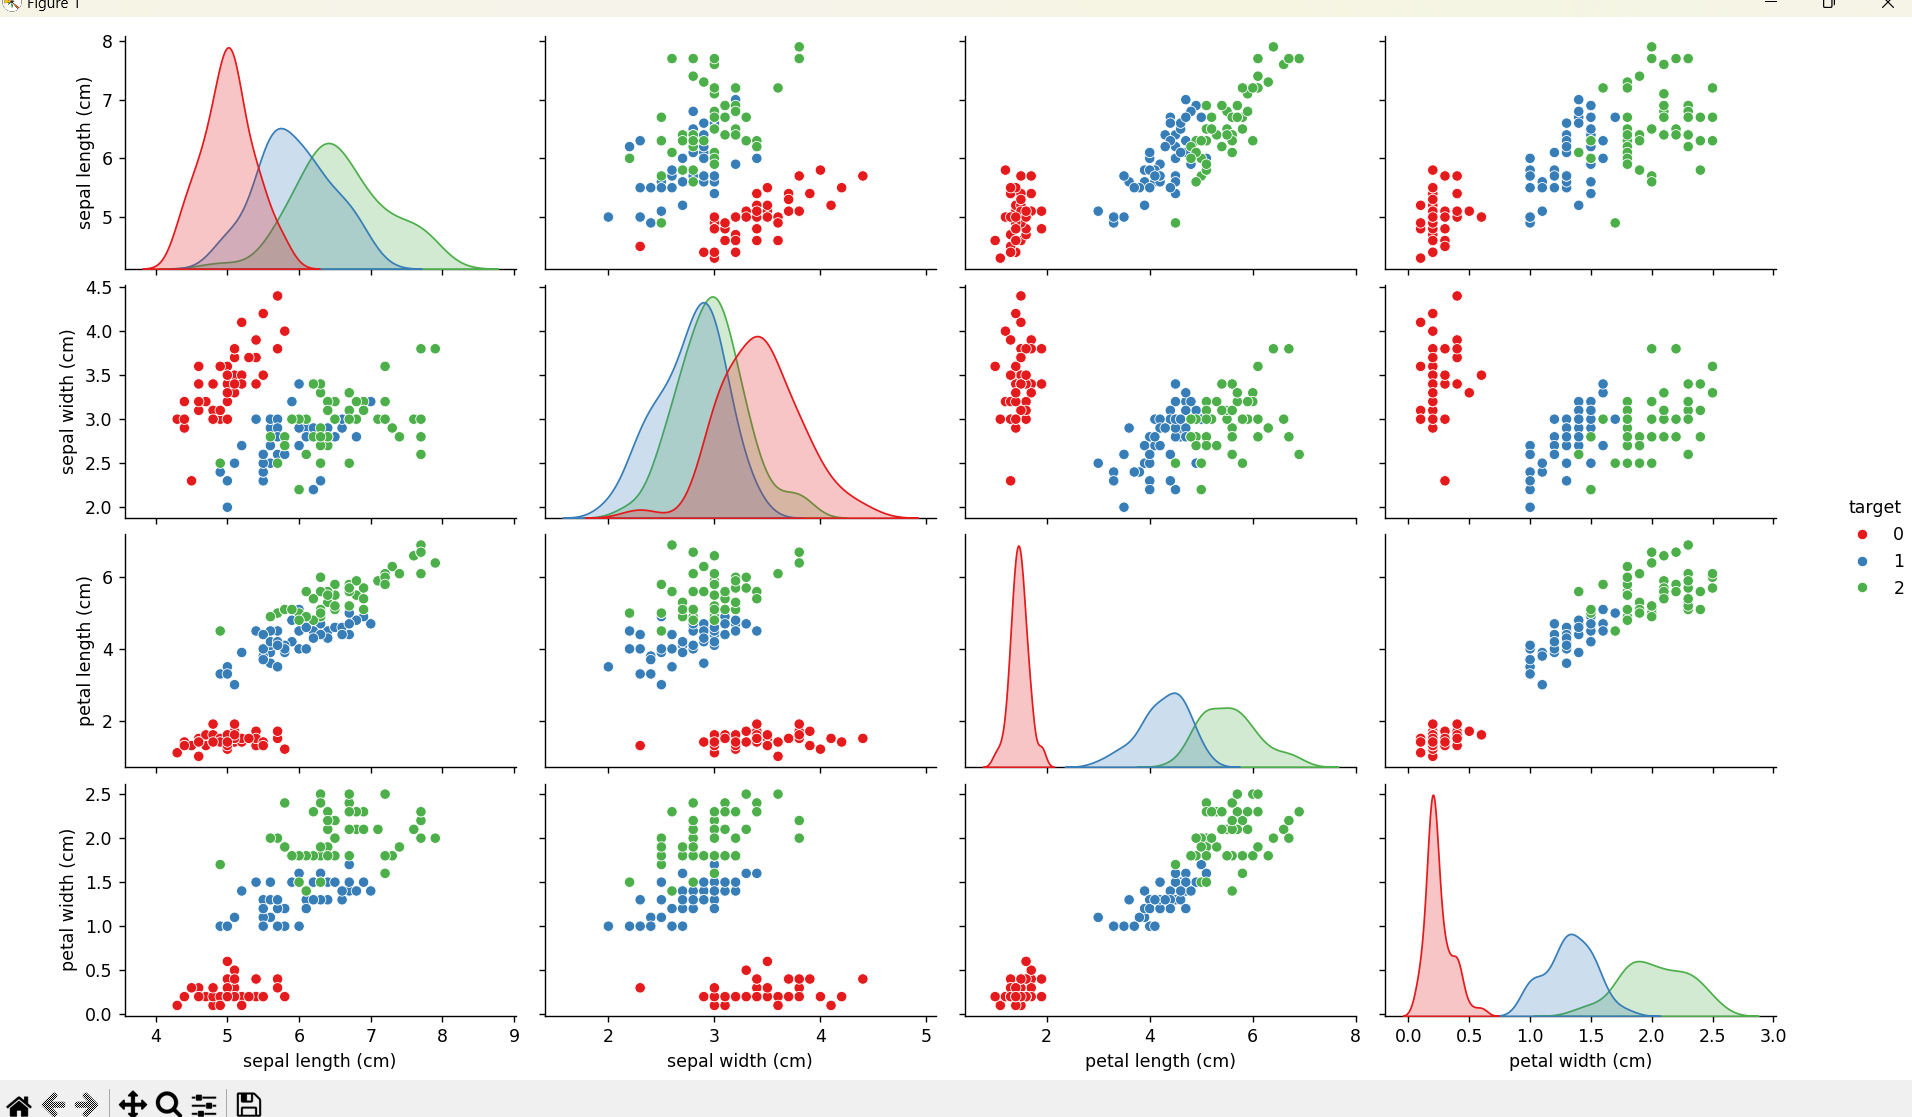 Figure 1
8
7
6
5
sepal length (cm)
4.5
4.0
3.5
3.0
2.5
2.0
sepal width (cm)
target
0
1
2
6
4
2
petal length (cm)
2.5
2.0
1.5
1.0
0.5
0.0
petal width (cm)
4 5 6 7 8 9 2 3 4 5 2 4 6 8 0.0 0.5 1.0 1.5 2.0 2.5 3.0
sepal length (cm) sepal width (cm) petal length (cm) petal width (cm)